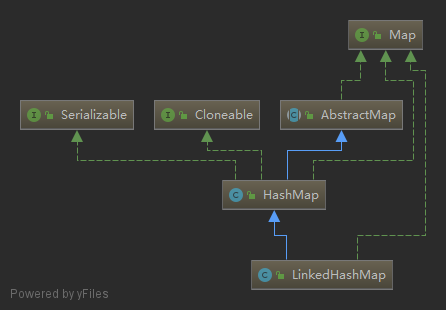 Map
Serializable
Cloneable
AbstractMap
HashMap
LinkedHashMap
Powered by yFiles